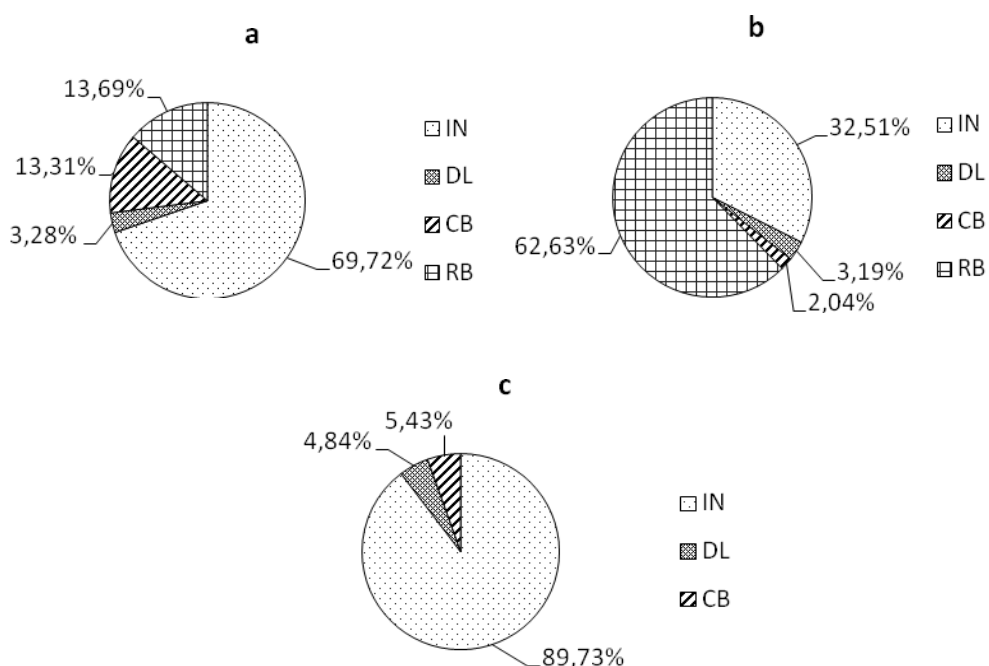 a
13,69%
13,31%
3,28%
69,72%
IN
DL
CB
RB
b
32,51%
62,63%
3,19%
2,04%
IN
DL
CB
RB
c
5,43%
4,84%
89,73%
IN
DL
CB